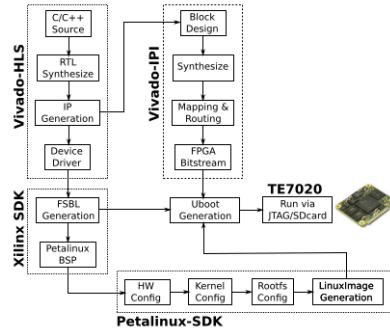 Vivado-HLS
C/C++
Source
RTL
Synthesize
IP
Generation
Device
Driver
Vivado-IPI
Block
Design
Synthesize
Mapping &
Routing
FPGA
Bitstream
Xilinx SDK
FSBL
Generation
Petalinux
BSP
Uboot
Generation
TE7020
Run via
JTAG/SDcard
HW
Config
Kernel
Config
Rootfs
Config
LinuxImage
Generation
Petalinux-SDK